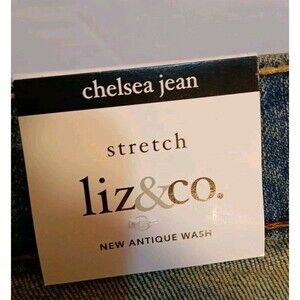 chelsea jean
stretch
liz&co.
NEW ANTIQUE WASH